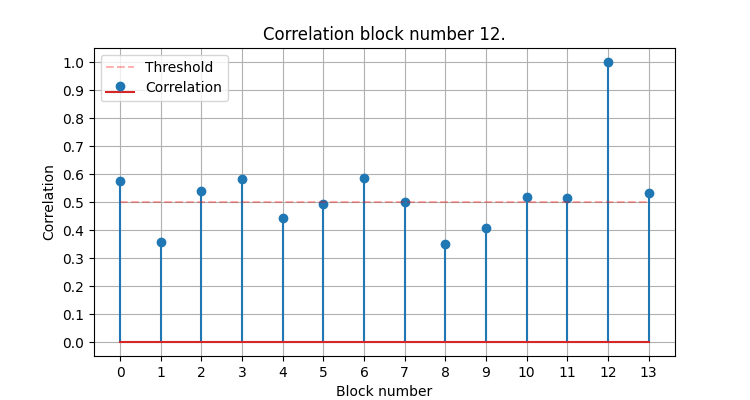 Correlation block number 12.
Threshold
Correlation
Correlation
1.0
0.9
0.8
0.7
0.6
0.5
0.4
0.3
0.2
0.1
0.0
0 1 2 3 4 5 6 7 8 9 10 11 12 13
Block number